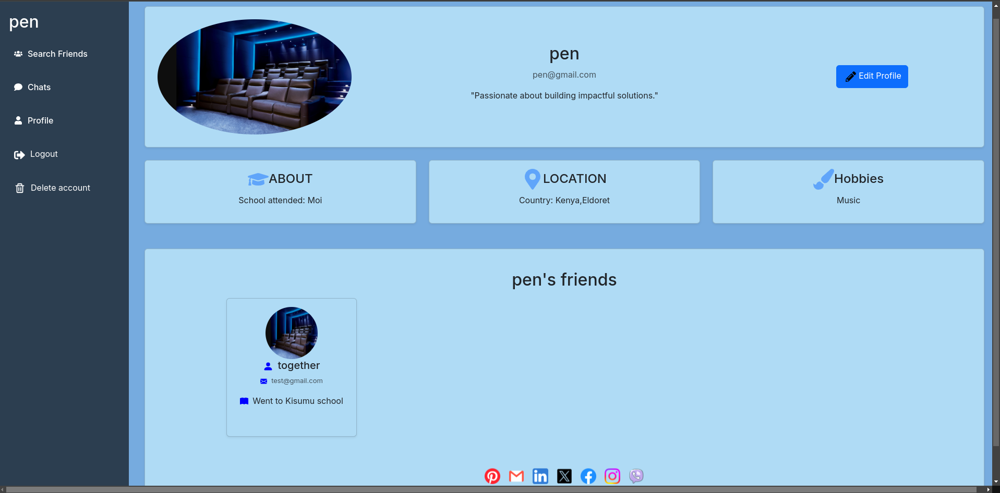 pen
Search Friends
Chats
Profile
Logout
Delete account
pen
pen@gmail.com
"Passionate about building impactful solutions."
Edit Profile
ABOUT
School attended: Moi
LOCATION
Country: Kenya,Eldoret
Hobbies
Music
pen's friends
together
test@gmail.com
Went to Kisumu school